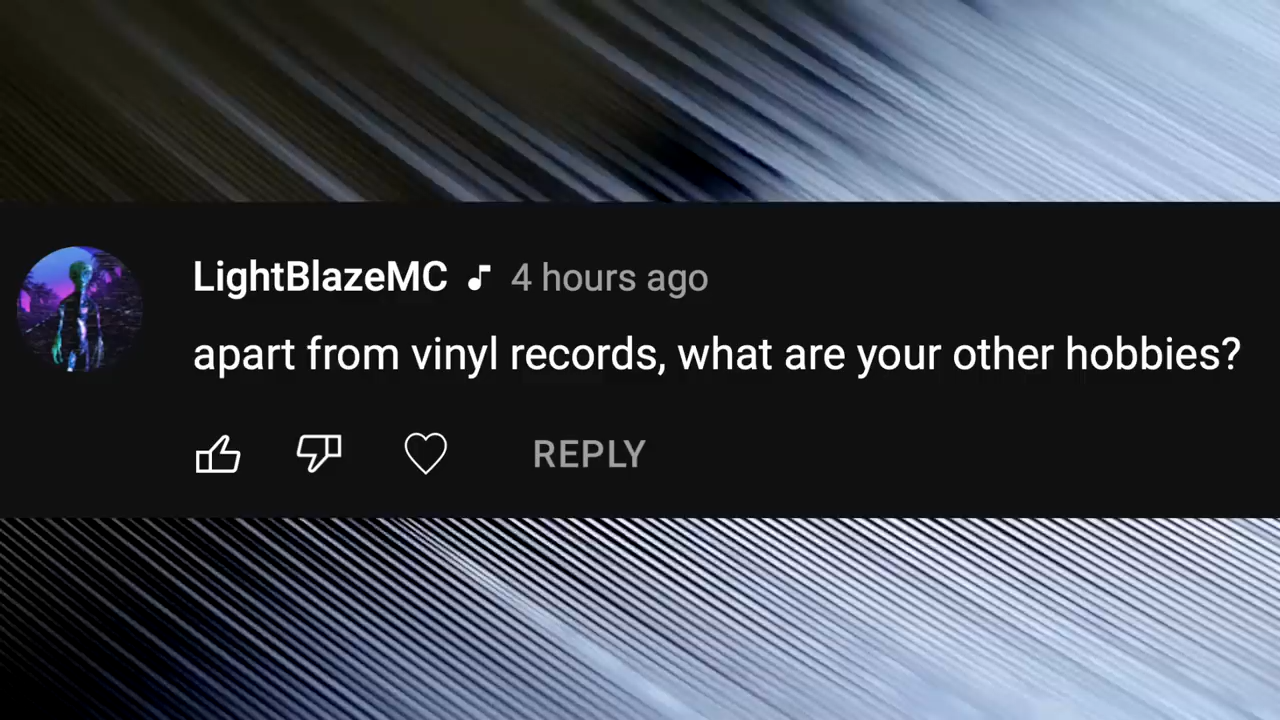 LightBlazeMC 4 hours ago
apart from vinyl records, what are your other hobbies?
REPLY